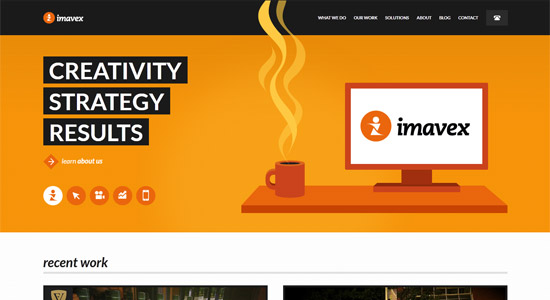 imavex
WHAT WE DO OUR WORK SOLUTIONS ABOUT BLOG CONTACT
CREATIVITY
STRATEGY
RESULTS
learn about us
imavex
recent work